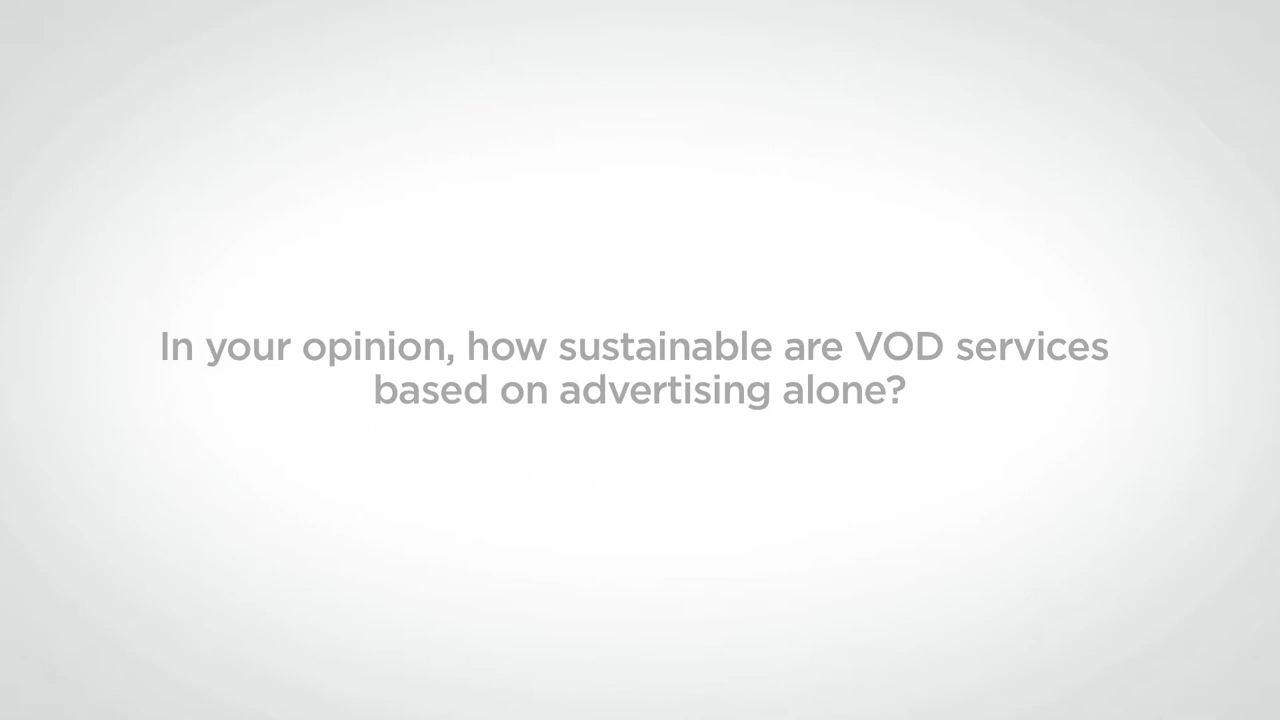 In your opinion, how sustainable are VOD services
based on advertising alone?